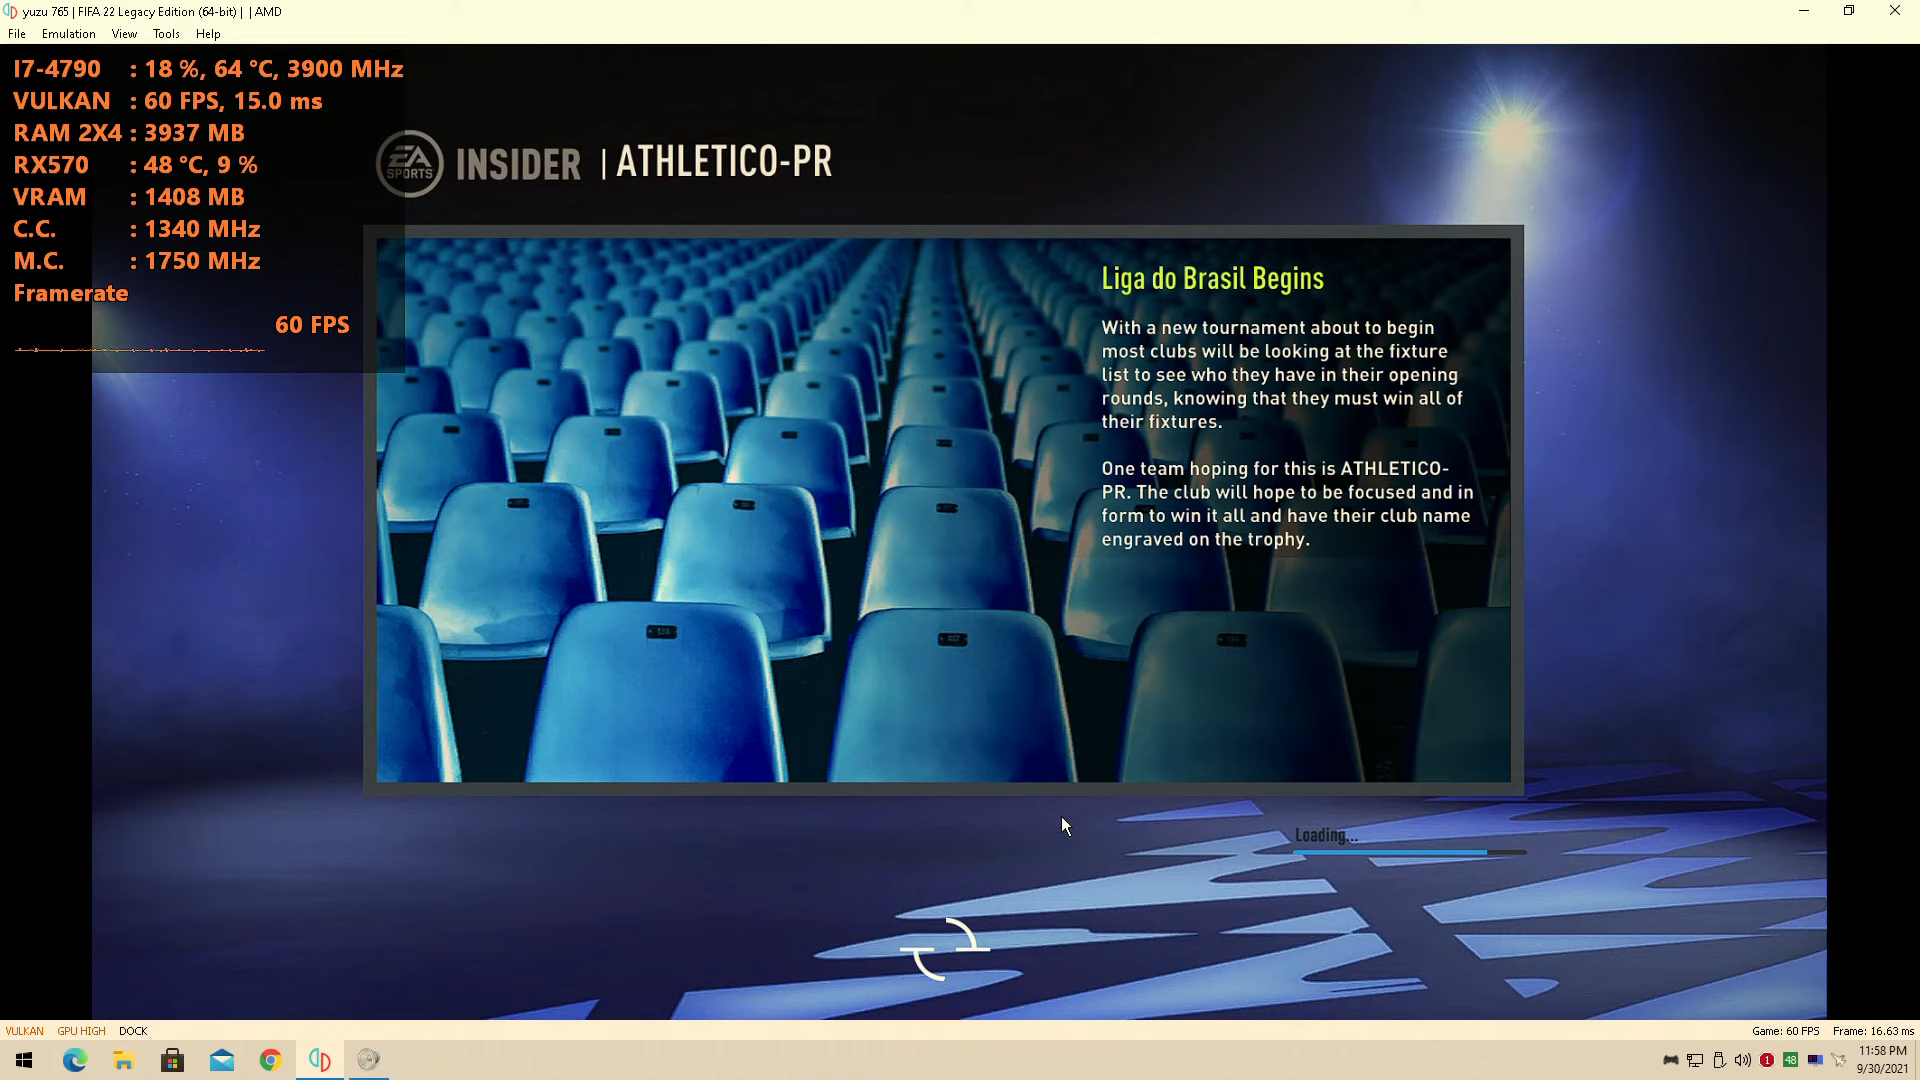 yuzu 765 | FIFA 22 Legacy Edition (64-bit) | | AMD
File Emulation View Tools Help
I7-4790 : 18 %, 64 °C, 3900 MHz
VULKAN : 60 FPS, 15.0 ms
RAM 2X4 : 3937 MB
RX570 : 48 °C, 9 %
VRAM : 1408 MB
C.C. : 1340 MHz
M.C. : 1750 MHz
Framerate
60 FPS
EA SPORTS INSIDER | ATHLETICO-PR
Liga do Brasil Begins
With a new tournament about to begin
most clubs will be looking at the fixture
list to see who they have in their opening
rounds, knowing that they must win all of
their fixtures.
One team hoping for this is ATHLETICO-
PR. The club will hope to be focused and in
form to win it all and have their club name
engraved on the trophy.
Loading...
VULKAN GPU HIGH DOCK
Game: 60 FPS Frame: 16.63 ms
1 48 11:58 PM
9/30/2021